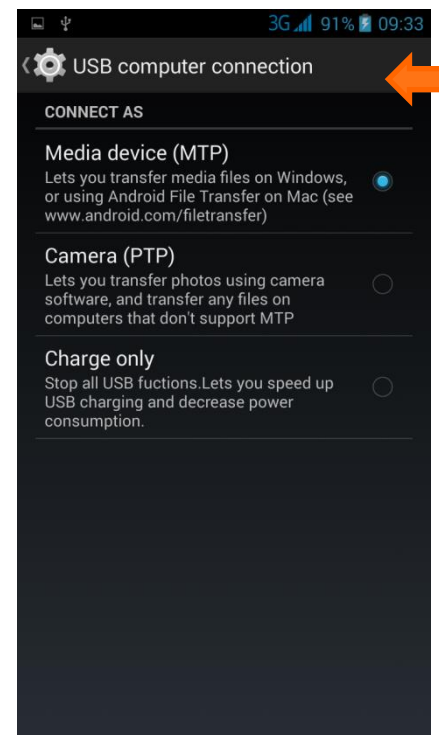 3G 91% 09:33
USB computer connection
CONNECT AS
Media device (MTP)
Lets you transfer media files on Windows,
or using Android File Transfer on Mac (see
www.android.com/filetransfer)
Camera (PTP)
Lets you transfer photos using camera
software, and transfer any files on
computers that don't support MTP
Charge only
Stop all USB fuctions.Lets you speed up
USB charging and decrease power
consumption.